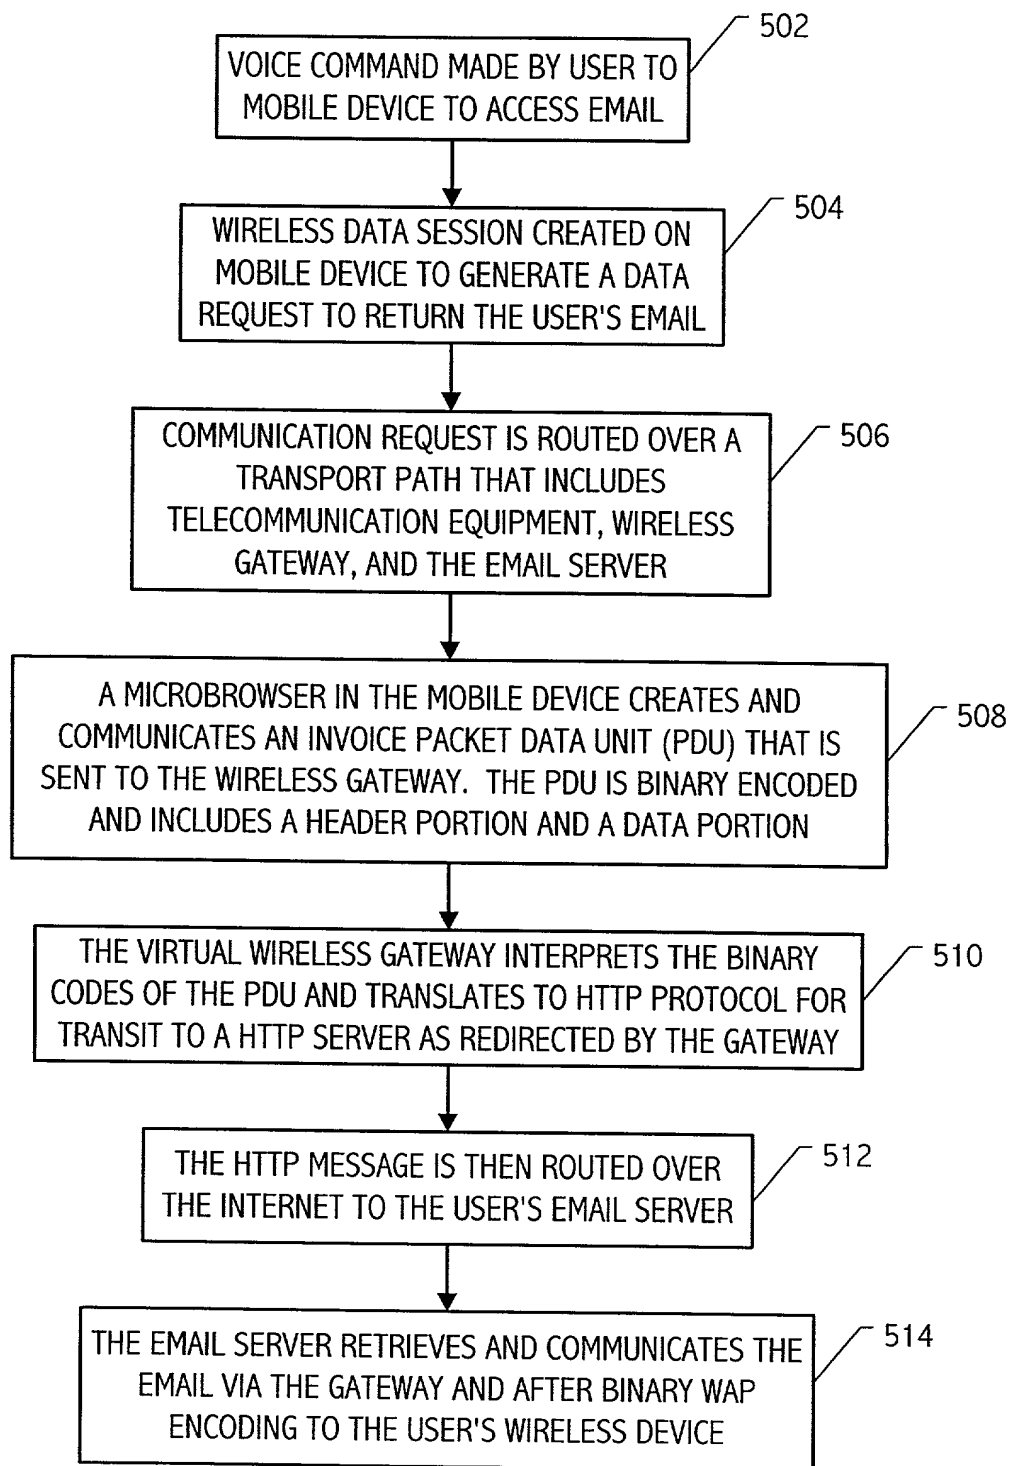 502
VOICE COMMAND MADE BY USER TO
MOBILE DEVICE TO ACCESS EMAIL
504
WIRELESS DATA SESSION CREATED ON
MOBILE DEVICE TO GENERATE A DATA
REQUEST TO RETURN THE USER'S EMAIL
506
COMMUNICATION REQUEST IS ROUTED OVER A
TRANSPORT PATH THAT INCLUDES
TELECOMMUNICATION EQUIPMENT, WIRELESS
GATEWAY, AND THE EMAIL SERVER
508
A MICROBROWSER IN THE MOBILE DEVICE CREATES AND
COMMUNICATES AN INVOICE PACKET DATA UNIT (PDU) THAT IS
SENT TO THE WIRELESS GATEWAY. THE PDU IS BINARY ENCODED
AND INCLUDES A HEADER PORTION AND A DATA PORTION
510
THE VIRTUAL WIRELESS GATEWAY INTERPRETS THE BINARY
CODES OF THE PDU AND TRANSLATES TO HTTP PROTOCOL FOR
TRANSIT TO A HTTP SERVER AS REDIRECTED BY THE GATEWAY
512
THE HTTP MESSAGE IS THEN ROUTED OVER
THE INTERNET TO THE USER'S EMAIL SERVER
514
THE EMAIL SERVER RETRIEVES AND COMMUNICATES THE
EMAIL VIA THE GATEWAY AND AFTER BINARY WAP
ENCODING TO THE USER'S WIRELESS DEVICE